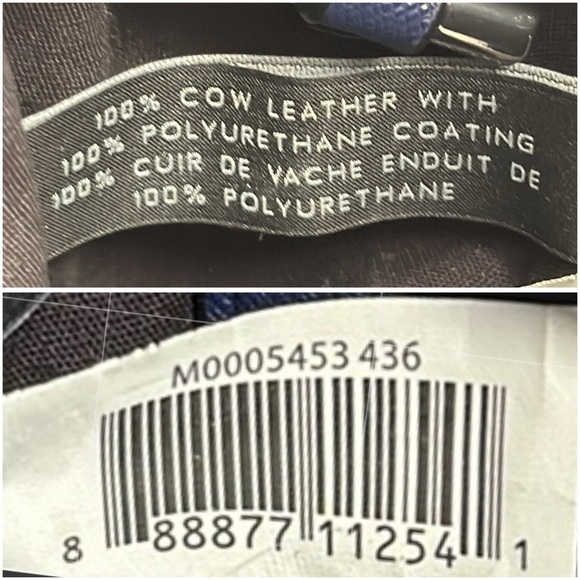 100% COW LEATHER WITH
100% POLYURETHANE COATING
100% CUIR DE VACHE ENDUIT DE
100% POLYURETHANE
M0005453 436
8 88877 11254 1